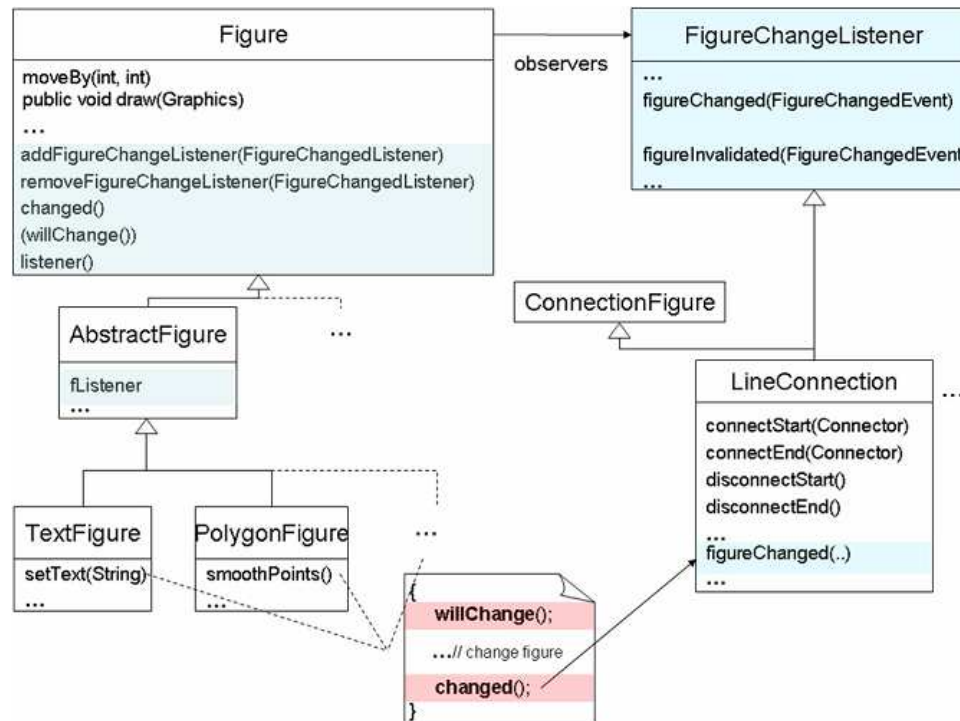 Figure
moveBy(int, int)
public void draw(Graphics)
...
addFigureChangeListener(FigureChangedListener)
removeFigureChangeListener(FigureChangedListener)
changed()
(willChange())
listener()
observers
FigureChangeListener
...
figureChanged(FigureChangedEvent)
figureInvalidated(FigureChangedEvent
...
AbstractFigure
fListener
...
...
ConnectionFigure
LineConnection
connectStart(Connector)
connectEnd(Connector)
disconnectStart()
disconnectEnd()
...
figureChanged(..)
...
...
TextFigure
setText(String)
...
PolygonFigure
smoothPoints()
...
...
{
willChange();
...// change figure
changed();
}